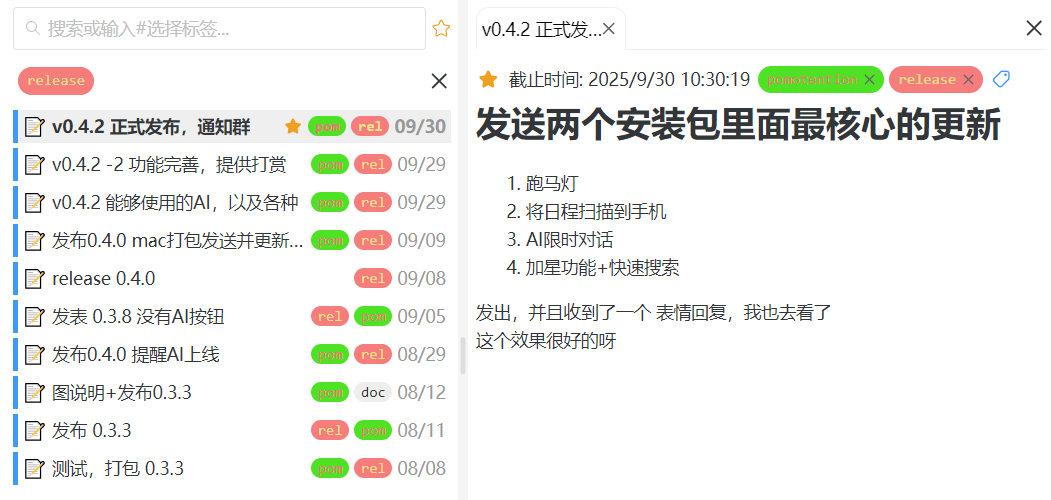 搜索或输入#选择标签...
release
v0.4.2 正式发布，通知群 pom rel 09/30
v0.4.2 -2 功能完善，提供打赏 pom rel 09/29
v0.4.2 能够使用的AI，以及各种 pom rel 09/29
发布0.4.0 mac打包发送并更新... pom rel 09/09
release 0.4.0 rel 09/08
发表 0.3.8 没有AI按钮 rel pom 09/05
发布0.4.0 提醒AI上线 pom rel 08/29
图说明+发布0.3.3 pom doc 08/12
发布 0.3.3 rel pom 08/11
测试，打包 0.3.3 pom rel 08/08
v0.4.2 正式发...
截止时间: 2025/9/30 10:30:19 pomotention release
发送两个安装包里面最核心的更新
1. 跑马灯
2. 将日程扫描到手机
3. AI限时对话
4. 加星功能+快速搜索
发出，并且收到了一个 表情回复，我也去看了
这个效果很好的呀